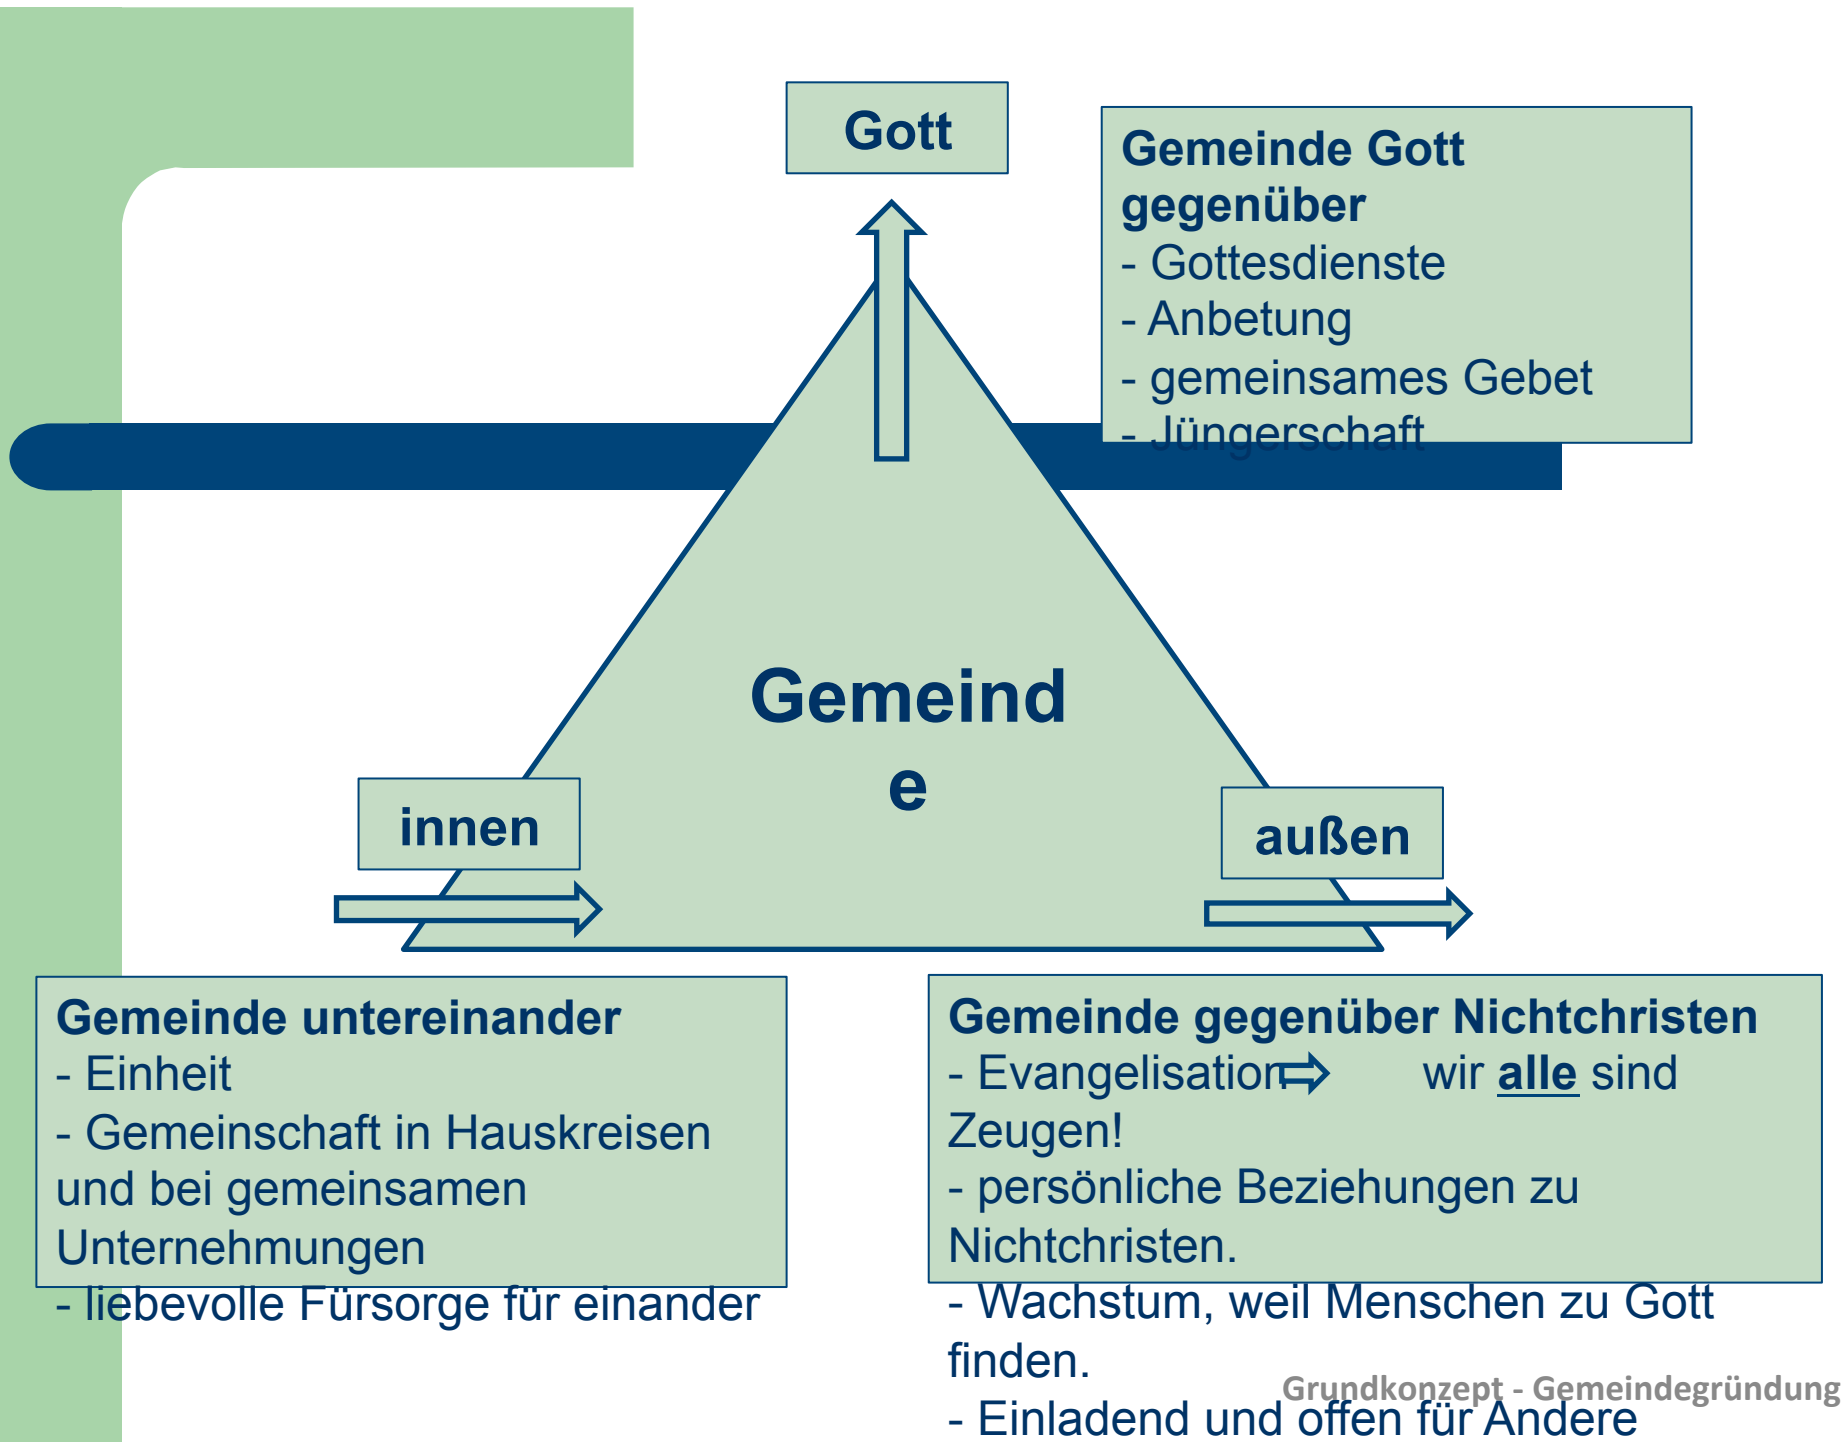 Gott
Gemeinde Gott
gegenüber
- Gottesdienste
- Anbetung
- gemeinsames Gebet
- Jüngerschaft
Gemeind
e
innen
außen
Gemeinde untereinander
- Einheit
- Gemeinschaft in Hauskreisen
und bei gemeinsamen
Unternehmungen
- liebevolle Fürsorge für einander
Gemeinde gegenüber Nichtchristen
- Evangelisation wir alle sind
Zeugen!
- persönliche Beziehungen zu
Nichtchristen.
- Wachstum, weil Menschen zu Gott
finden.
- Einladend und offen für Andere
Grundkonzept - Gemeindegründung